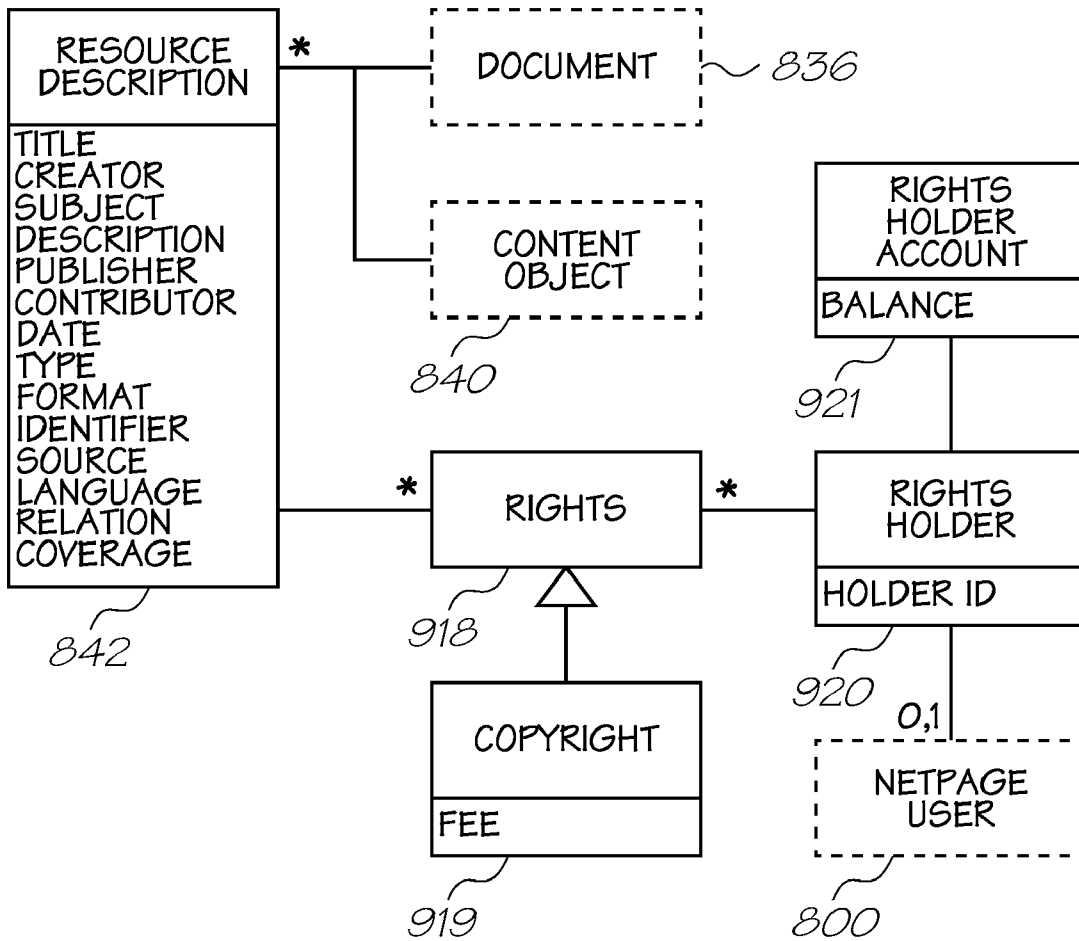 RESOURCE
DESCRIPTION
TITLE
CREATOR
SUBJECT
DESCRIPTION
PUBLISHER
CONTRIBUTOR
DATE
TYPE
FORMAT
IDENTIFIER
SOURCE
LANGUAGE
RELATION
COVERAGE
842
*
DOCUMENT
836
CONTENT
OBJECT
840
RIGHTS
HOLDER
ACCOUNT
BALANCE
921
*
RIGHTS
918
*
RIGHTS
HOLDER
HOLDER ID
920
COPYRIGHT
FEE
919
0,1
NETPAGE
USER
800